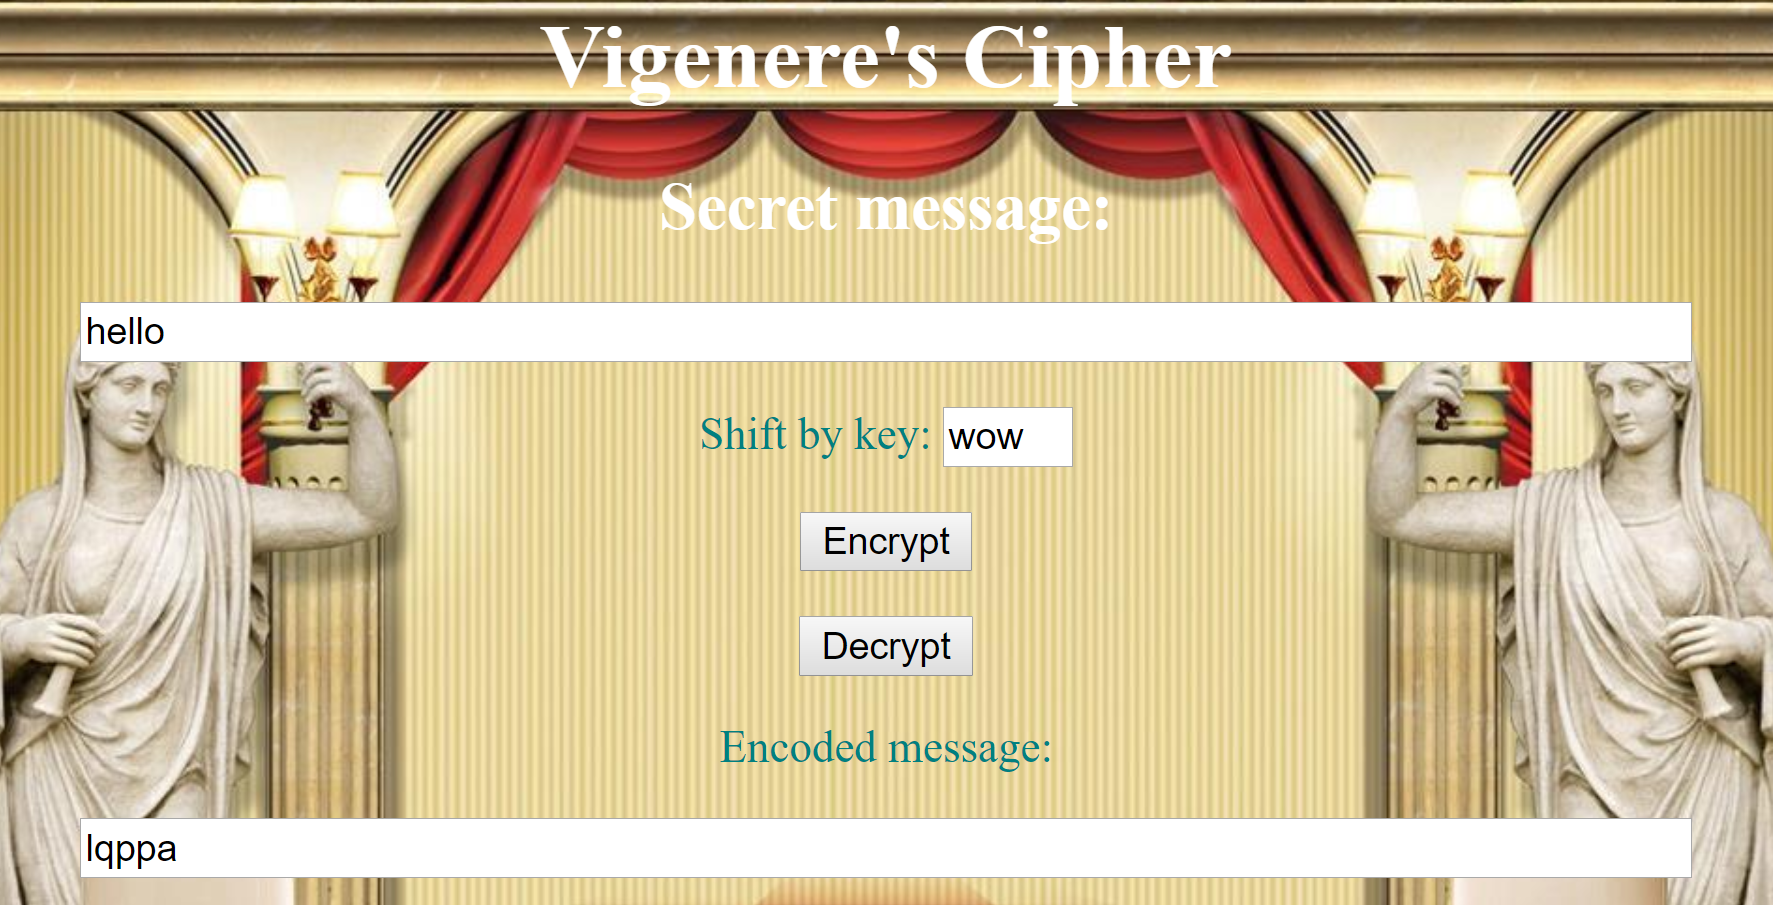 Vigenere's Cipher
Secret message:
hello
Shift by key: wow
Encrypt
Decrypt
Encoded message:
lqppa